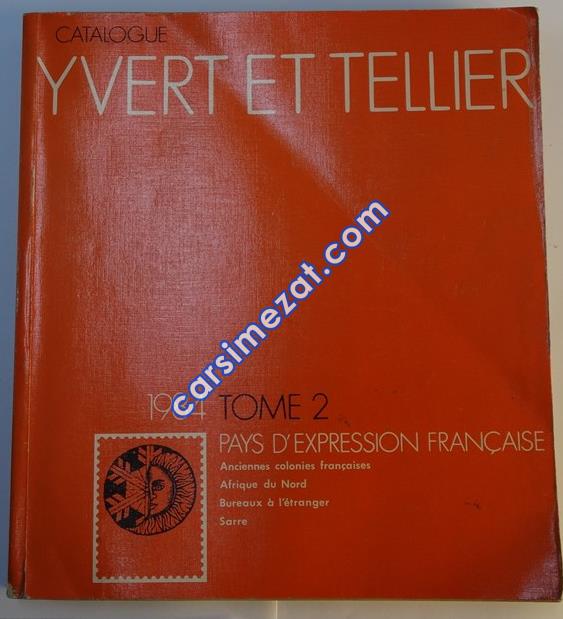 CATALOGUE
YVERT ET TELLIER
carsimezat.com
TOME 2
PAYS D'EXPRESSION FRANÇAISE
Anciennes colonies françaises
Afrique du Nord
Bureaux à l'étranger
Sarre